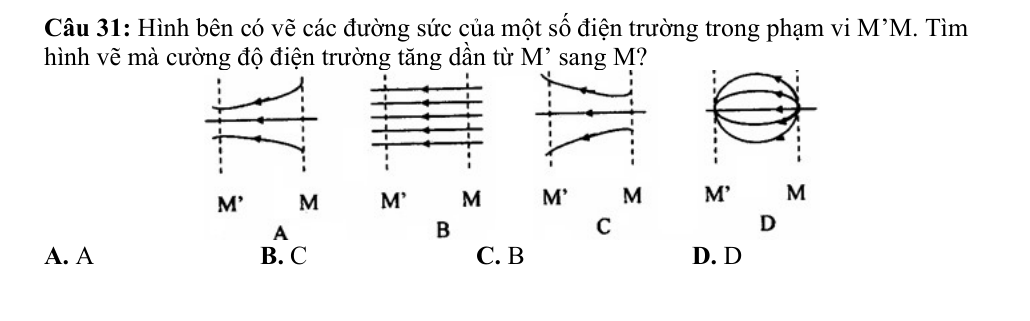 Câu 31: Hình bên có vẽ các đường sức của một số điện trường trong phạm vi M’M. Tìm
hình vẽ mà cường độ điện trường tăng dần từ M’ sang M?
M’ M M’ M M’ M M’ M
A B C D
A. A B. C C. B D. D